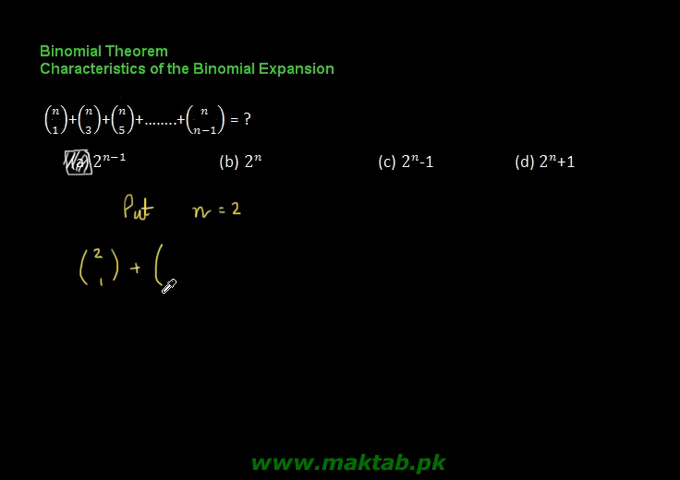 Binomial Theorem
Characteristics of the Binomial Expansion
(n 1)+(n 3)+(n 5)+........+(n n−1) = ?
(a) 2ⁿ⁻¹ (b) 2ⁿ (c) 2ⁿ-1 (d) 2ⁿ+1
Put n = 2
(2 1) + (
www.maktab.pk